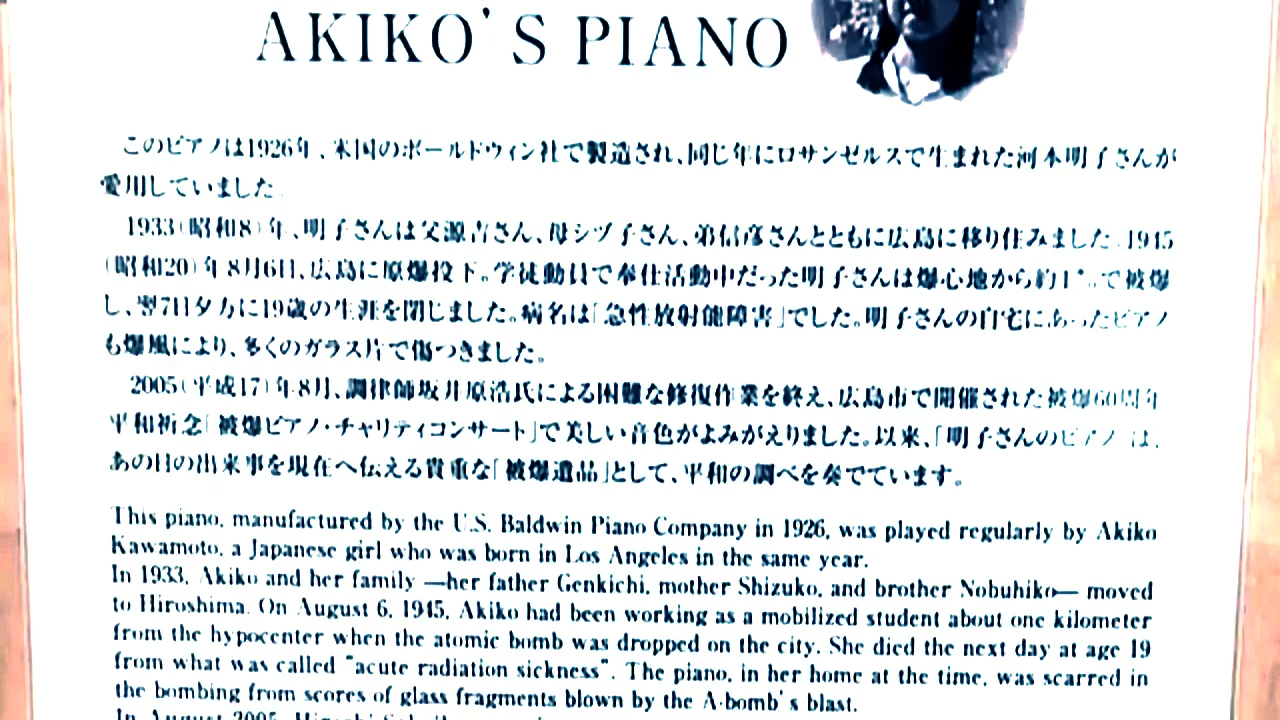 AKIKO'S PIANO
このピアノは1926年、米国のボールドウィン社で製造され、同じ年にロサンゼルスで生まれた河本明子さんが
愛用していました
1933(昭和8)年、明子さんは父源吉さん、母シヅ子さん、弟信彦さんとともに広島に移り住みました 1945
(昭和20)年8月6日、広島に原爆投下。学徒動員で奉仕活動中だった明子さんは爆心地から約1 で被爆
し、翌7日夕方に19歳の生涯を閉じました。病名は「急性放射能障害」でした。明子さんの自宅にあったピアノ
も爆風により、多くのガラス片で傷つきました。
2005(平成17)年8月、調律師坂井原浩氏による困難な修復作業を終え、広島市で開催された被爆60周年
平和祈念「被爆ピアノ・チャリティコンサート」で美しい音色がよみがえりました。以来、「明子さんのピアノ」は、
あの日の出来事を現在へ伝える貴重な「被爆遺品」として、平和の調べを奏でています。
This piano, manufactured by the U.S. Baldwin Piano Company in 1926, was played regularly by Akiko
Kawamoto, a Japanese girl who was born in Los Angeles in the same year.
In 1933, Akiko and her family —her father Genkichi, mother Shizuko, and brother Nobuhiko— moved
to Hiroshima. On August 6, 1945, Akiko had been working as a mobilized student about one kilometer
from the hypocenter when the atomic bomb was dropped on the city. She died the next day at age 19
from what was called "acute radiation sickness". The piano, in her home at the time, was scarred in
the bombing from scores of glass fragments blown by the A-bomb's blast.
In August 2005,